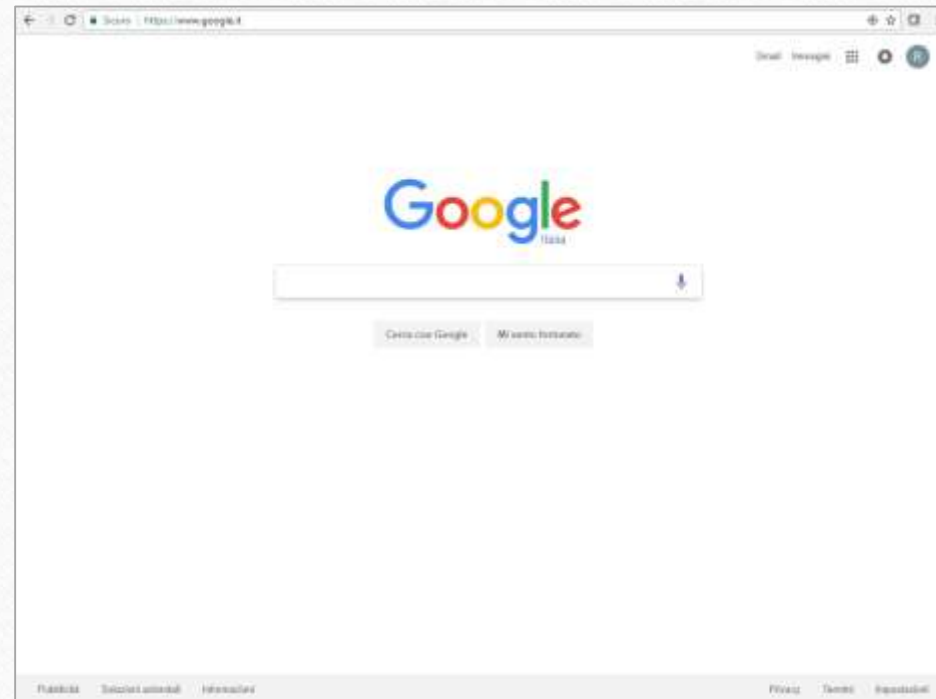 Sicuro https://www.google.it
Gmail Immagini
Google
Italia
Cerca con Google Mi sento fortunato
Pubblicità Soluzioni aziendali Informazioni Privacy Termini Impostazioni